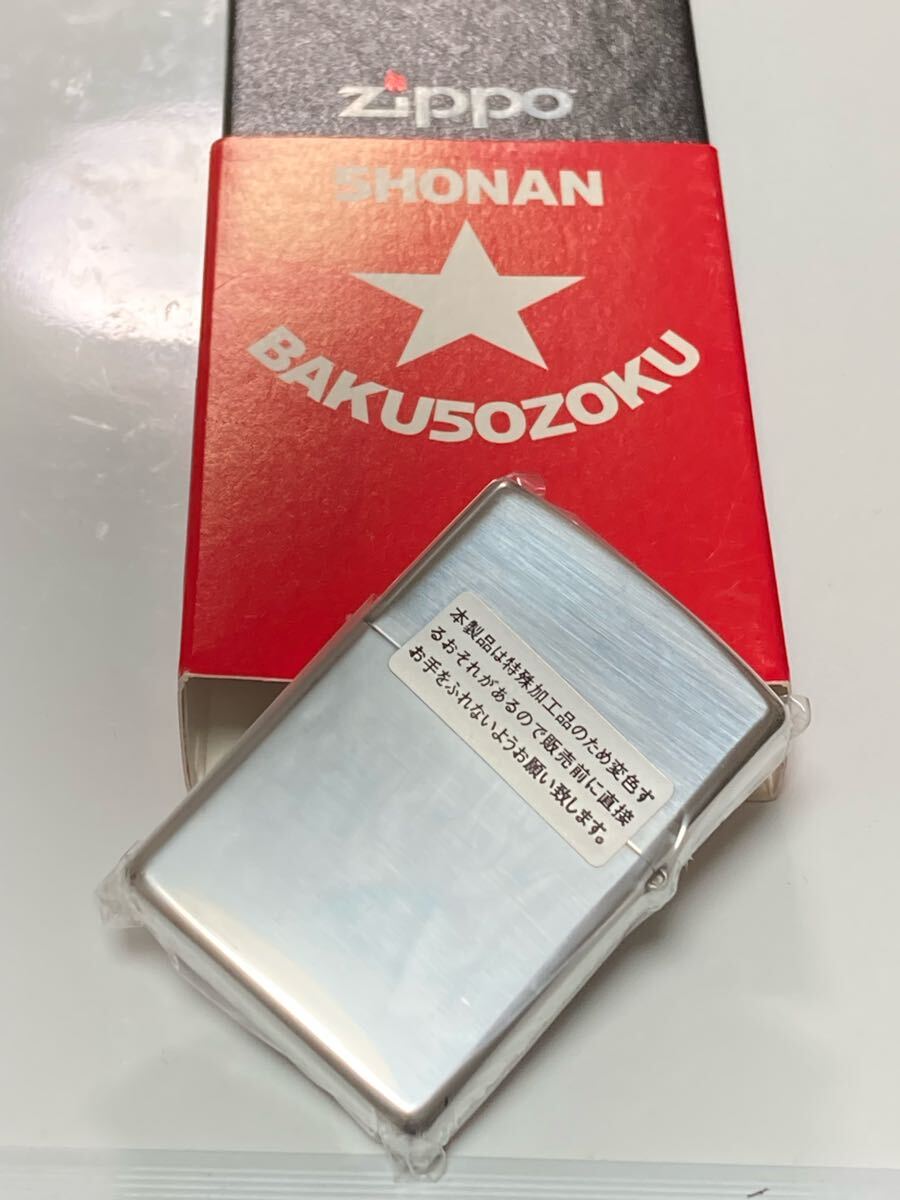 Zippo
5HONAN
BAKU5OZOKU
本製品は特殊加工品のため変色す
るおそれがあるので販売前に直接
お手をふれないようお願い致します。